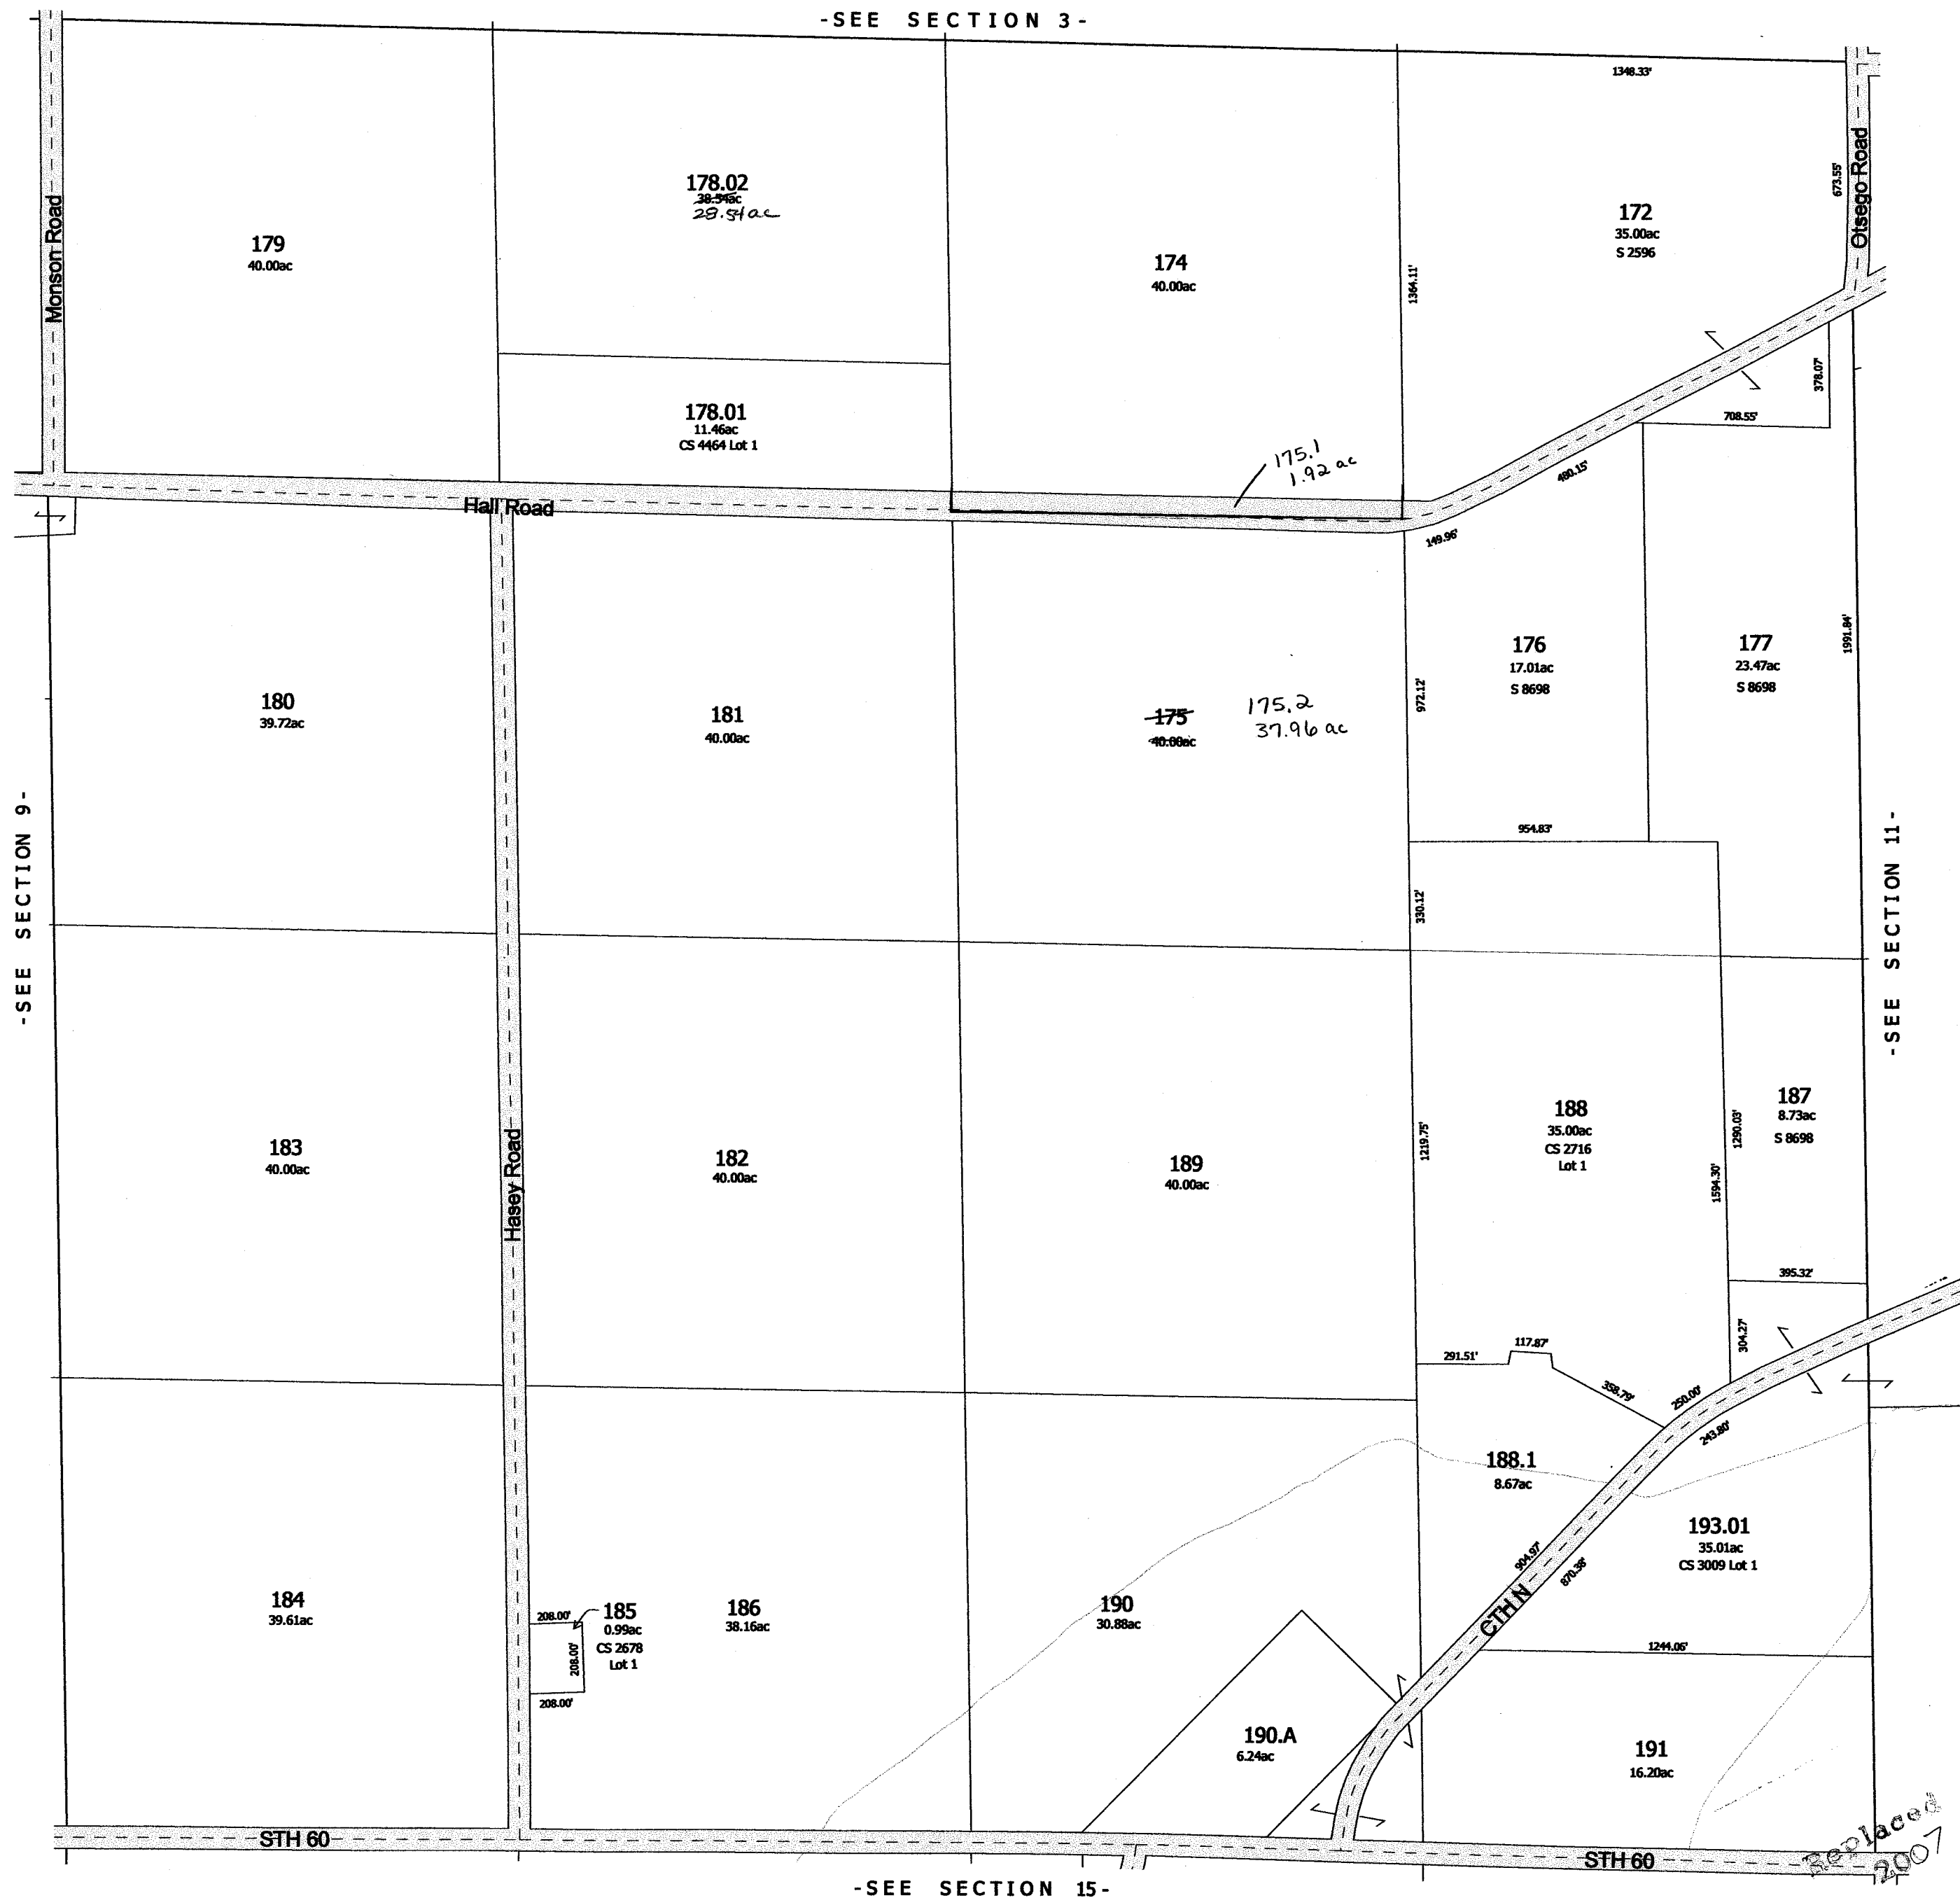 -SEE SECTION 3-
1348.33'
Monson Road
Otsego Road
673.55'
178.02
38.54ac
28.54 ac
172
35.00ac
S 2596
179
40.00ac
174
40.00ac
1364.11'
378.07'
708.55'
178.01
11.46ac
CS 4464 Lot 1
175.1
1.92 ac
480.15'
Hall Road
149.96'
176
17.01ac
S 8698
177
23.47ac
S 8698
1991.84'
180
39.72ac
181
40.00ac
175
40.00ac
175.2
37.96 ac
972.12'
954.83'
330.12'
-SEE SECTION 9-
-SEE SECTION 11-
187
8.73ac
S 8698
188
35.00ac
CS 2716
Lot 1
1290.03'
1219.75'
1594.30'
183
40.00ac
Hasey Road
182
40.00ac
189
40.00ac
395.32'
304.27'
117.87'
291.51'
358.79'
250.00'
243.80'
188.1
8.67ac
193.01
35.01ac
CS 3009 Lot 1
904.97'
870.38'
CTH N
184
39.61ac
208.00'
185
0.99ac
CS 2678
Lot 1
208.00'
208.00'
186
38.16ac
190
30.88ac
1244.06'
190.A
6.24ac
191
16.20ac
Replaced
2007
STH 60
STH 60
-SEE SECTION 15-